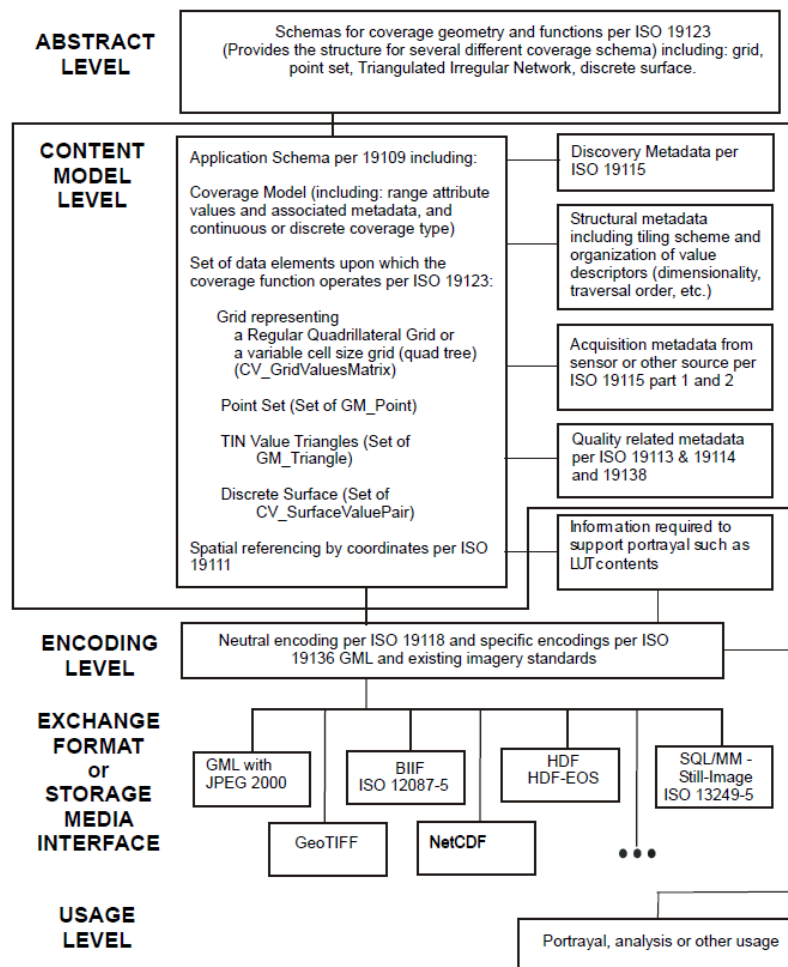 ABSTRACT
LEVEL
Schemas for coverage geometry and functions per ISO 19123
(Provides the structure for several different coverage schema) including: grid,
point set, Triangulated Irregular Network, discrete surface.
CONTENT
MODEL
LEVEL
Application Schema per 19109 including:
Coverage Model (including: range attribute
values and associated metadata, and
continuous or discrete coverage type)
Set of data elements upon which the
coverage function operates per ISO 19123:
Grid representing
a Regular Quadrillateral Grid or
a variable cell size grid (quad tree)
(CV_GridValuesMatrix)
Point Set (Set of GM_Point)
TIN Value Triangles (Set of
GM_Triangle)
Discrete Surface (Set of
CV_SurfaceValuePair)
Spatial referencing by coordinates per ISO
19111
Discovery Metadata per
ISO 19115
Structural metadata
including tiling scheme and
organization of value
descriptors (dimensionality,
traversal order, etc.)
Acquisition metadata from
sensor or other source per
ISO 19115 part 1 and 2
Quality related metadata
per ISO 19113 & 19114
and 19138
Information required to
support portrayal such as
LUT contents
ENCODING
LEVEL
Neutral encoding per ISO 19118 and specific encodings per ISO
19136 GML and existing imagery standards
EXCHANGE
FORMAT
or
STORAGE
MEDIA
INTERFACE
GML with
JPEG 2000
BIIF
ISO 12087-5
HDF
HDF-EOS
SQL/MM -
Still-Image
ISO 13249-5
GeoTIFF
NetCDF
•••
USAGE
LEVEL
Portrayal, analysis or other usage